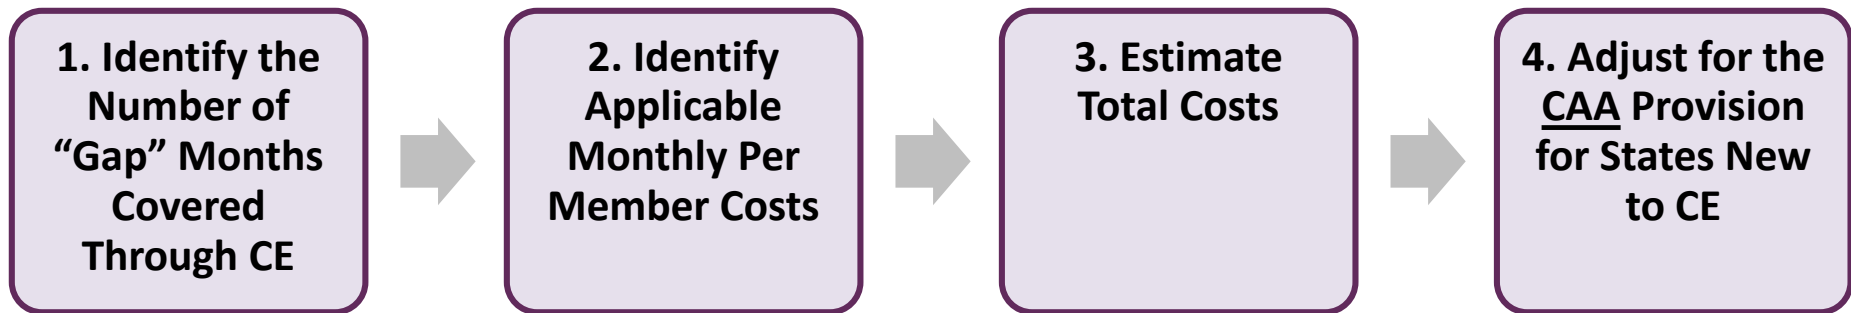 1. Identify the
Number of
“Gap” Months
Covered
Through CE
2. Identify
Applicable
Monthly Per
Member Costs
3. Estimate
Total Costs
4. Adjust for the
CAA Provision
for States New
to CE